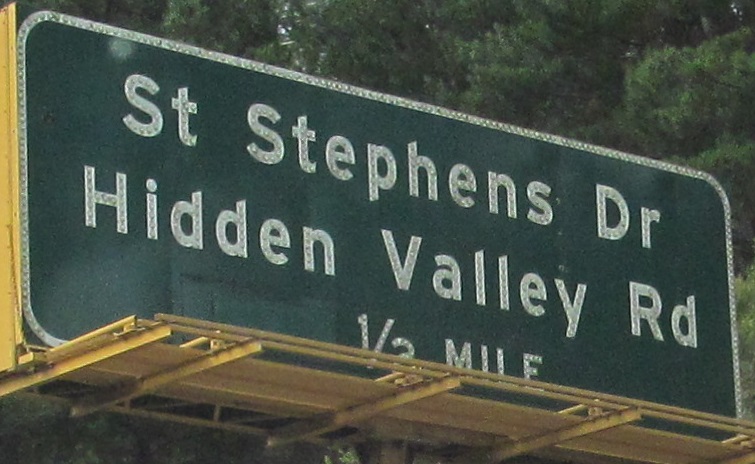 St Stephens Dr
Hidden Valley Rd
½ MILE